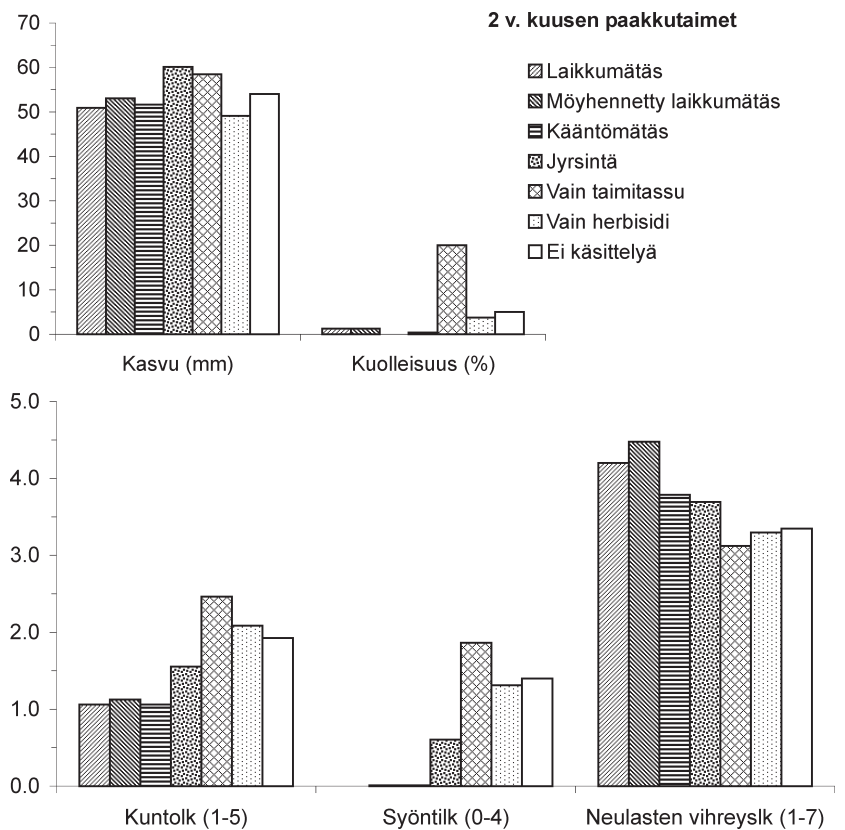 2 v. kuusen paakkutaimet
Laikkumätäs
Möyhennetty laikkumätäs
Kääntömätäs
Jyrsintä
Vain taimitassu
Vain herbisidi
Ei käsittelyä
70
60
50
40
30
20
10
0
Kasvu (mm) Kuolleisuus (%)
5.0
4.0
3.0
2.0
1.0
0.0
Kuntolk (1-5) Syöntilk (0-4) Neulasten vihreyslk (1-7)